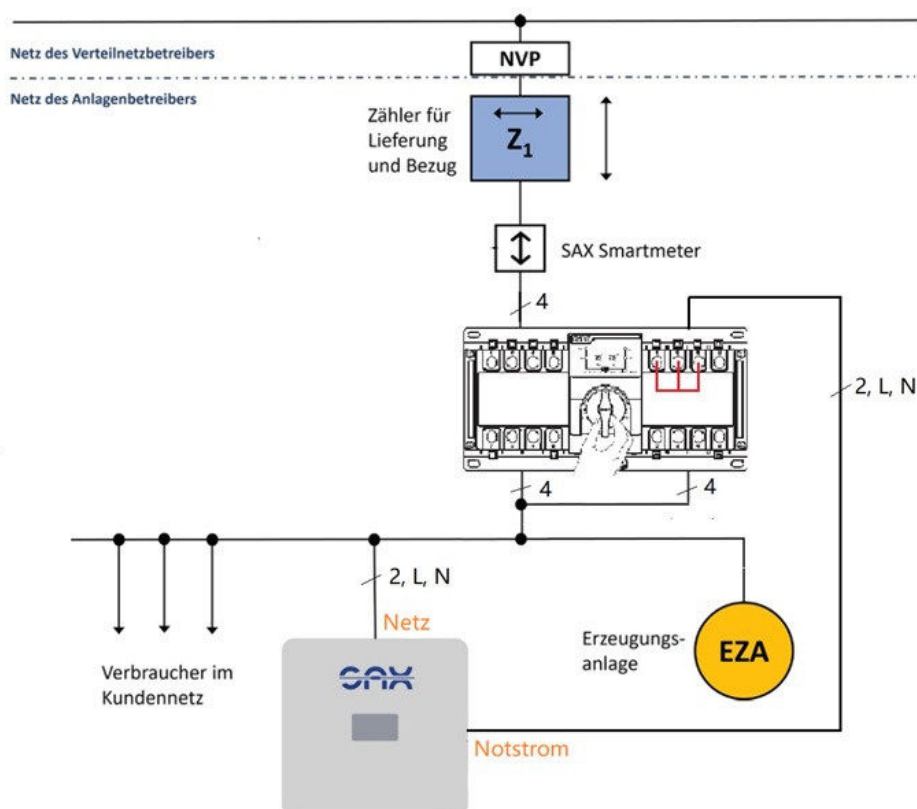 Netz des Verteilnetzbetreibers
NVP
Netz des Anlagenbetreibers
Zähler für
Lieferung
und Bezug
Z₁
SAX Smartmeter
4
2, L, N
4
4
2, L, N
Netz
Verbraucher im
Kundennetz
SAX
Erzeugungs-
anlage
EZA
Notstrom